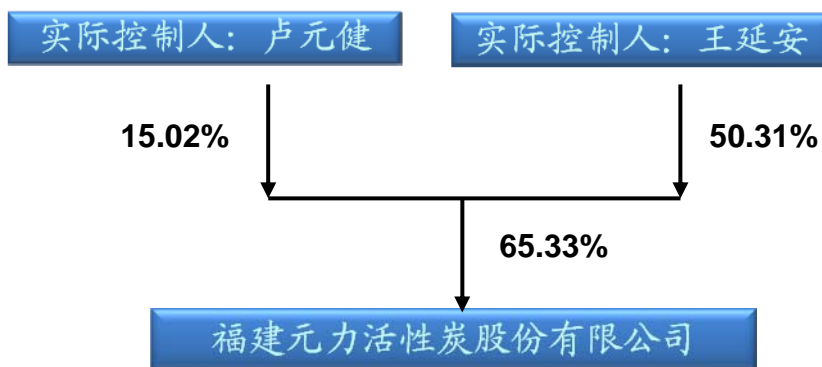 实际控制人：卢元健
实际控制人：王延安
15.02%
50.31%
65.33%
福建元力活性炭股份有限公司